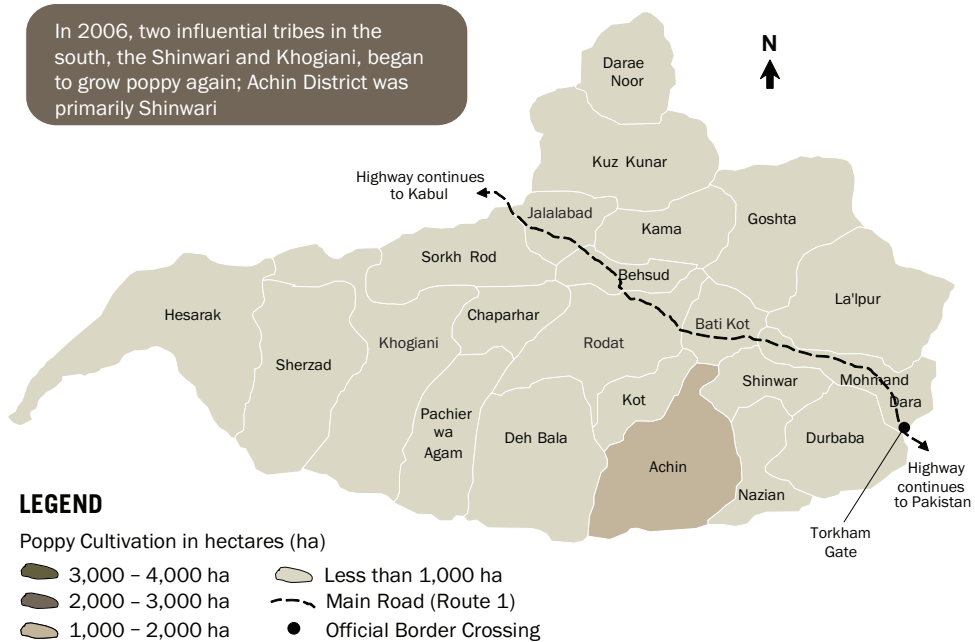 In 2006, two influential tribes in the
south, the Shinwari and Khogiani, began
to grow poppy again; Achin District was
primarily Shinwari
N
Darae
Noor
Kuz Kunar
Highway continues
to Kabul
Jalalabad
Kama
Goshta
Sorkh Rod
Behsud
La'lpur
Hesarak
Chaparhar
Bati Kot
Khogiani
Rodat
Sherzad
Shinwar
Mohmand
Dara
Kot
Pachier
wa
Agam
Deh Bala
Durbaba
Achin
Nazian
Highway
continues
to Pakistan
Torkham
Gate
LEGEND
Poppy Cultivation in hectares (ha)
3,000 – 4,000 ha
2,000 – 3,000 ha
1,000 – 2,000 ha
Less than 1,000 ha
Main Road (Route 1)
Official Border Crossing